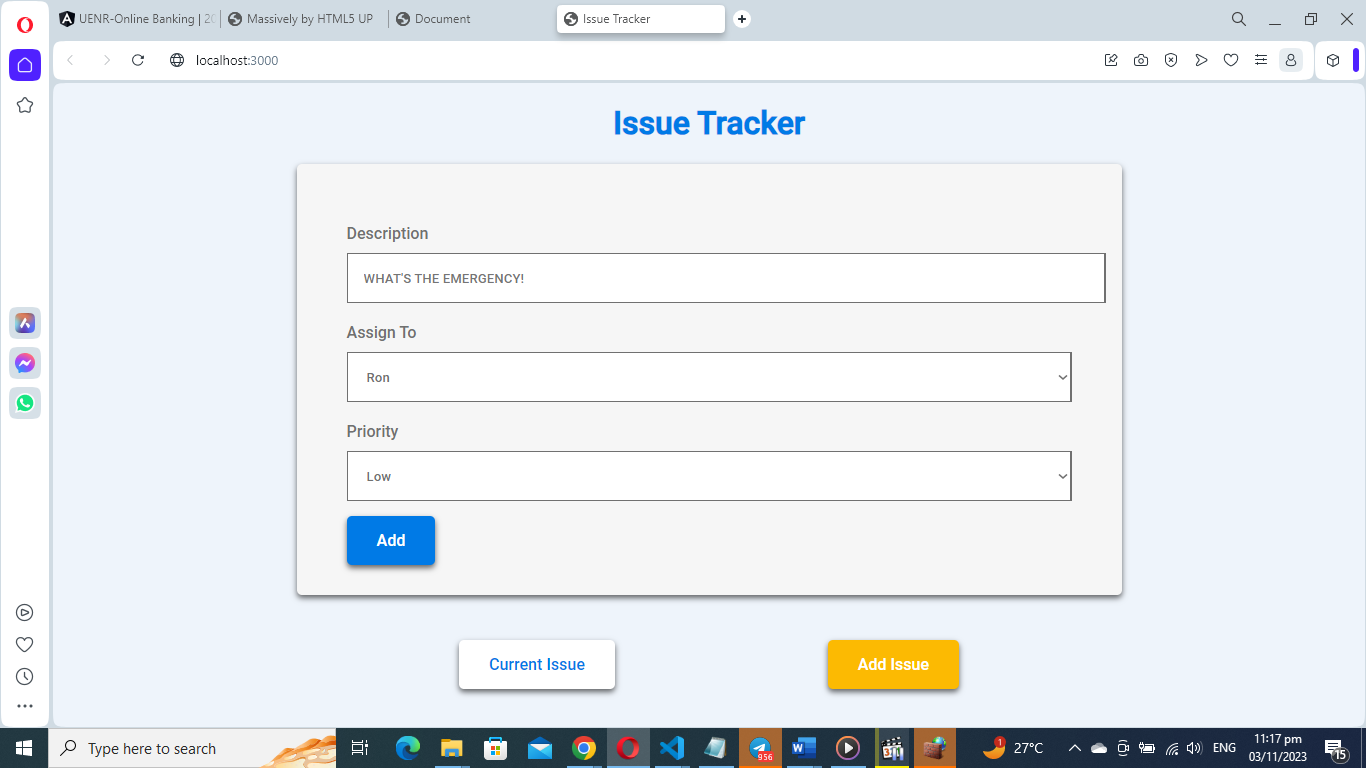 UENR-Online Banking | 20
Massively by HTML5 UP
Document
Issue Tracker
localhost:3000
Issue Tracker
Description
WHAT'S THE EMERGENCY!
Assign To
Ron
Priority
Low
Add
Current Issue
Add Issue
Type here to search
956
1
27°C
ENG
11:17 pm
03/11/2023
15